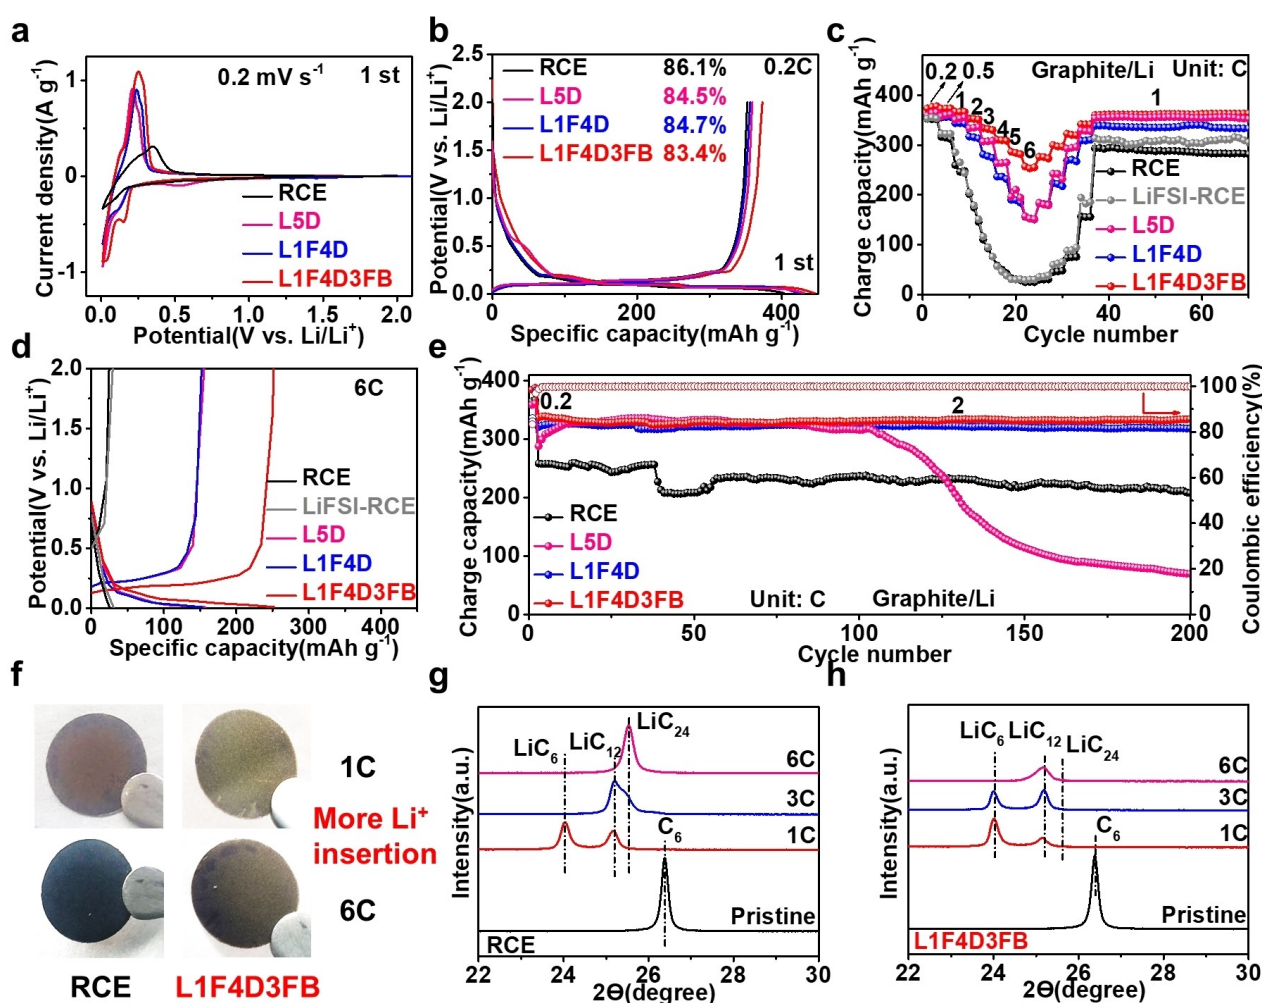 a
Current density(A g-1)
1
0
-1
0.2 mV s-1
1 st
RCE
L5D
L1F4D
L1F4D3FB
0.0 0.5 1.0 1.5 2.0
Potential(V vs. Li/Li+)
b
Potential(V vs. Li/Li+)
2.5
2.0
1.5
1.0
0.5
0.0
RCE 86.1%
L5D 84.5%
L1F4D 84.7%
L1F4D3FB 83.4%
0.2C
1 st
0 150 300 450
Specific capacity(mAh g-1)
c
Charge capacity(mAh g-1)
400
300
200
100
0
0.2 0.5 Graphite/Li Unit: C
1 2 3 4 5 6 1
RCE
LiFSI-RCE
L5D
L1F4D
L1F4D3FB
0 20 40 60
Cycle number
d
Potential(V vs. Li/Li+)
2.0
1.5
1.0
0.5
0.0
6C
RCE
LiFSI-RCE
L5D
L1F4D
L1F4D3FB
0 150 300 450
Specific capacity(mAh g-1)
e
Charge capacity(mAh g-1)
400
300
200
100
0
0.2
2
RCE
L5D
L1F4D
L1F4D3FB
Unit: C Graphite/Li
100
80
60
40
20
0
Coulombic efficiency(%)
0 50 100 150 200
Cycle number
f
1C
More Li+
insertion
6C
RCE L1F4D3FB
g
Intensity(a.u.)
LiC6
LiC12
LiC24
6C
3C
1C
C6
Pristine
RCE
22 24 26 28 30
2Θ(degree)
h
Intensity(a.u.)
LiC6 LiC12 LiC24
6C
3C
1C
C6
Pristine
L1F4D3FB
22 24 26 28 30
2Θ(degree)